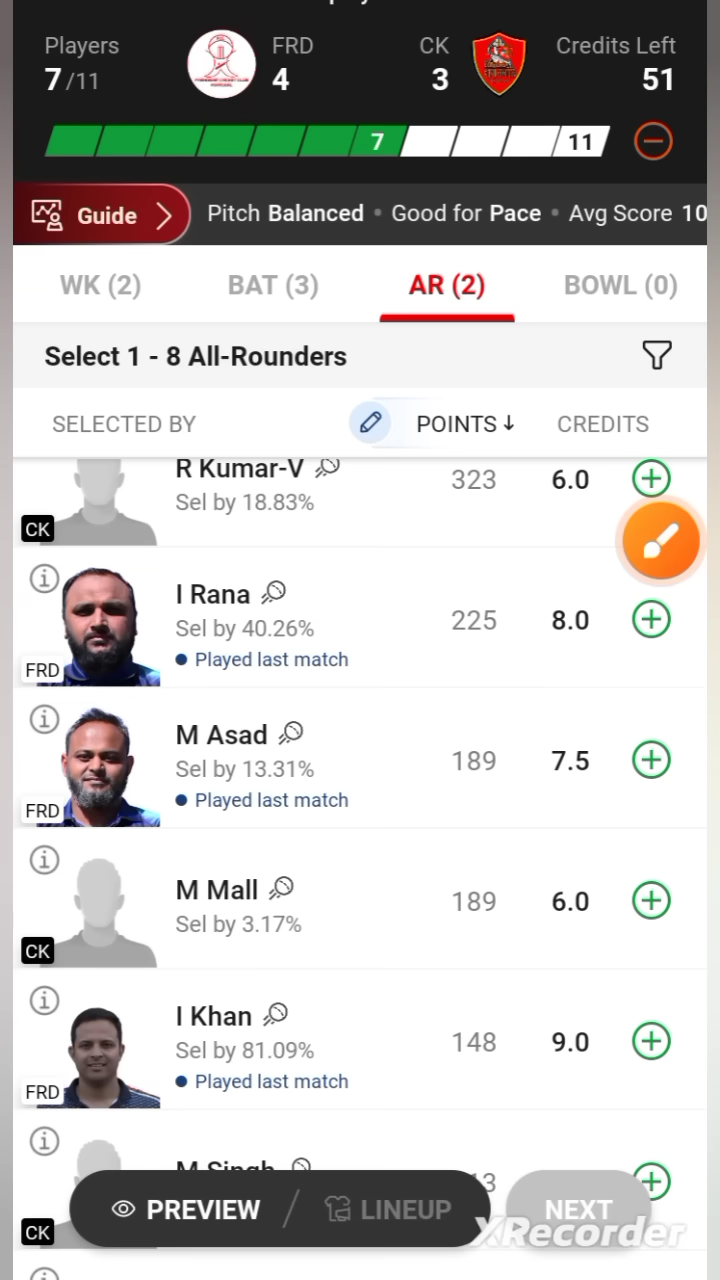 Players FRD CK Credits Left
7/11 4 3 51
7 11
Guide Pitch Balanced • Good for Pace • Avg Score 10
WK (2) BAT (3) AR (2) BOWL (0)
Select 1 - 8 All-Rounders
SELECTED BY POINTS ↓ CREDITS
R Kumar-V 323 6.0
Sel by 18.83%
CK
I Rana 225 8.0
Sel by 40.26%
Played last match
FRD
M Asad 189 7.5
Sel by 13.31%
Played last match
FRD
M Mall 189 6.0
Sel by 3.17%
CK
I Khan 148 9.0
Sel by 81.09%
Played last match
FRD
M Singh
CK
PREVIEW / LINEUP NEXT
XRecorder